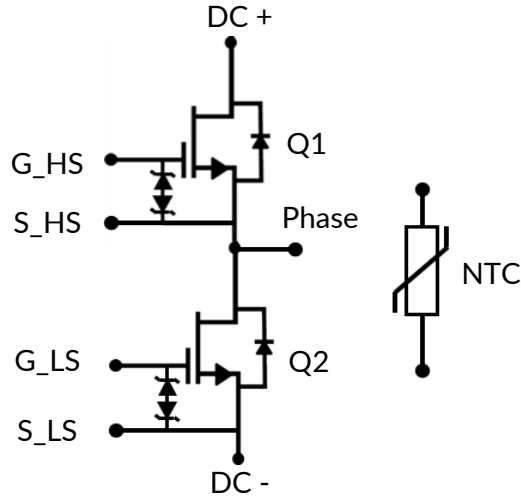 DC +
Q1
G_HS
S_HS
Phase
NTC
G_LS
Q2
S_LS
DC -